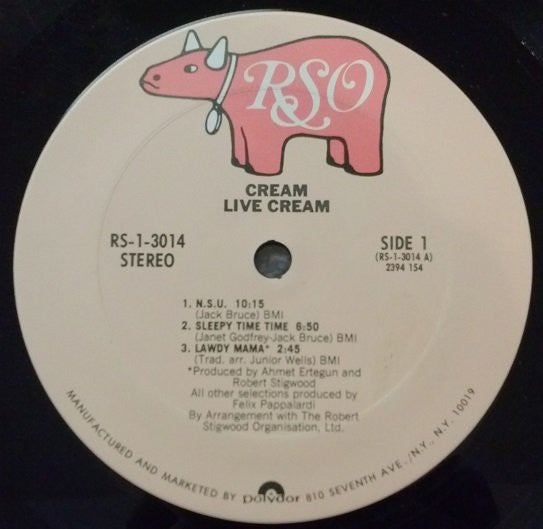 RSO
CREAM
LIVE CREAM
RS-1-3014
STEREO
SIDE 1
(RS-1-3014 A)
2394 154
1. N.S.U. 10:15
(Jack Bruce) BMI
2. SLEEPY TIME TIME 6:50
(Janet Godfrey-Jack Bruce) BMI
3. LAWDY MAMA* 2:45
(Trad. arr. Junior Wells) BMI
*Produced by Ahmet Ertegun and
Robert Stigwood
All other selections produced by
Felix Pappalardi
By Arrangement with The Robert
Stigwood Organisation, Ltd.
MANUFACTURED AND MARKETED BY polydor 810 SEVENTH AVE., N.Y., N.Y. 10019